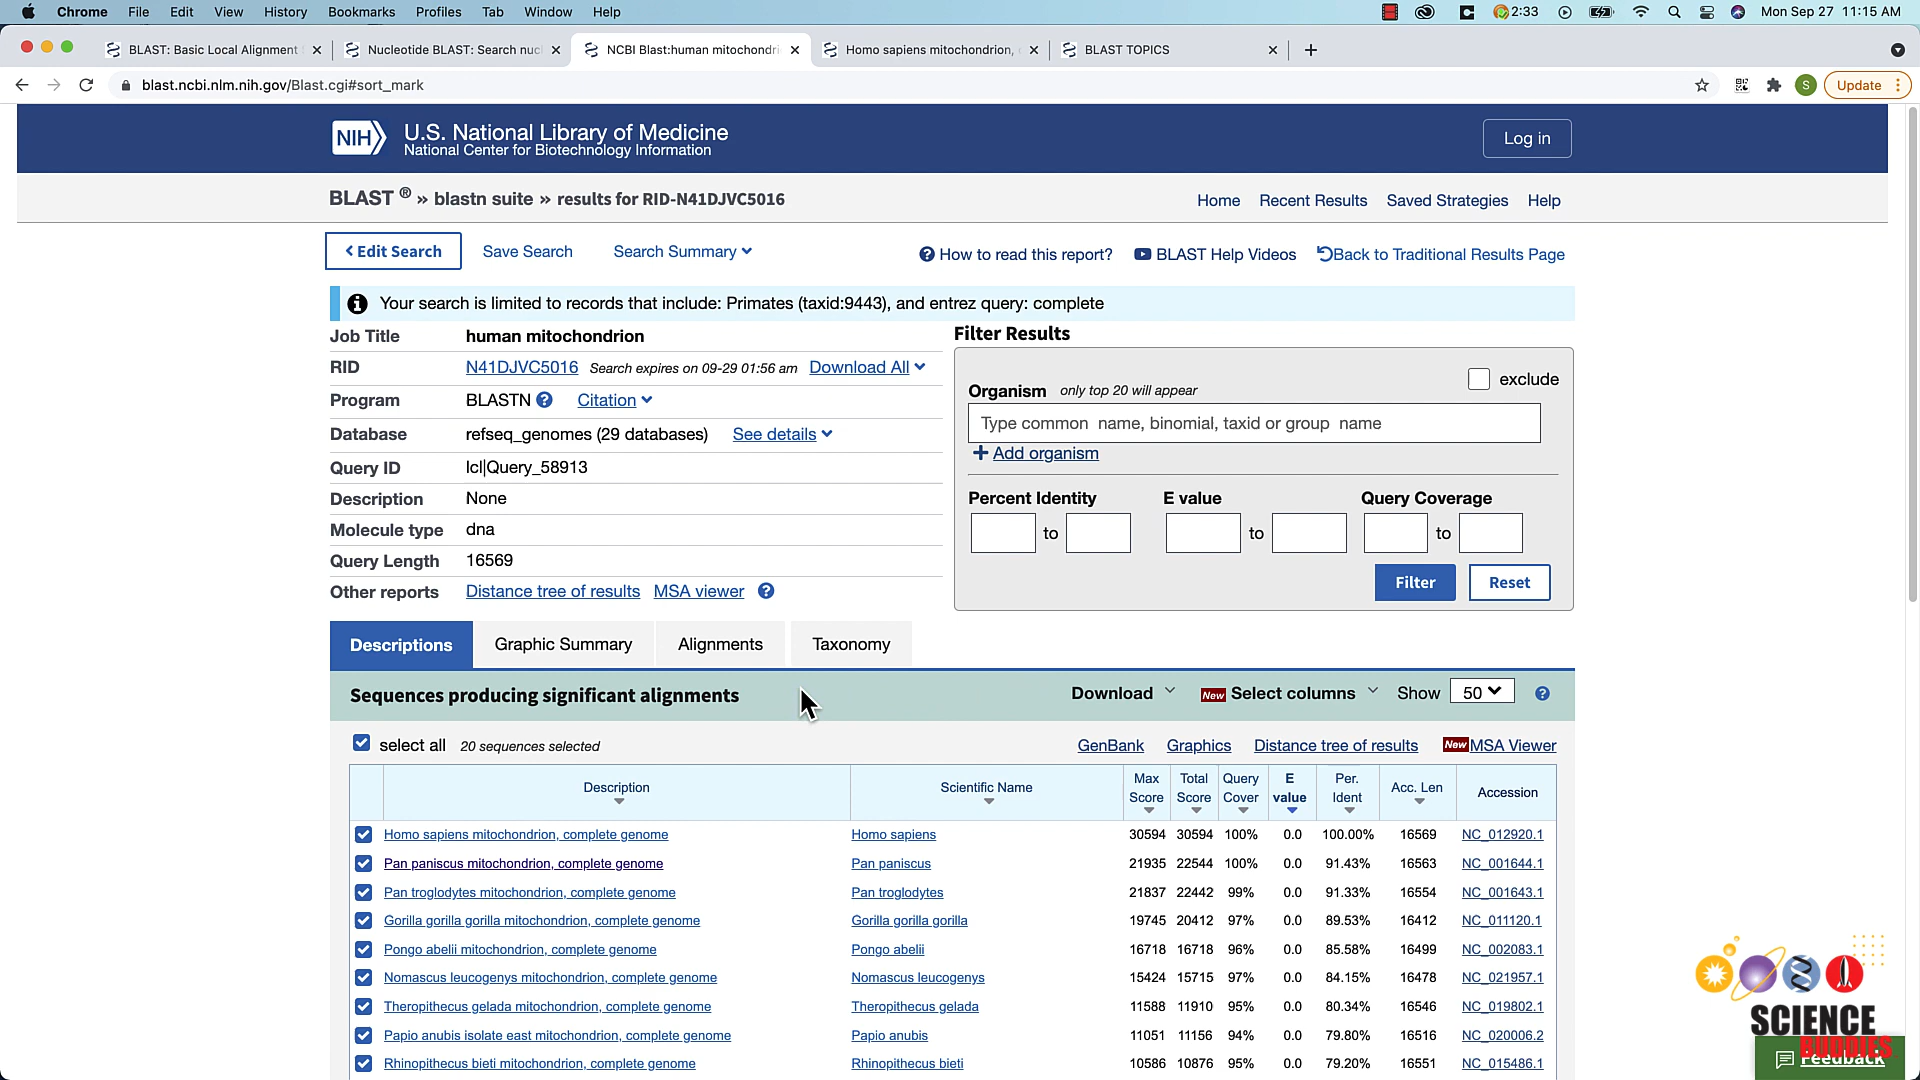 Chrome File Edit View History Bookmarks Profiles Tab Window Help 2:33 Mon Sep 27 11:15 AM
BLAST: Basic Local Alignment Nucleotide BLAST: Search nuc NCBI Blast:human mitochondri Homo sapiens mitochondrion, BLAST TOPICS
blast.ncbi.nlm.nih.gov/Blast.cgi#sort_mark S Update
NIH U.S. National Library of Medicine
National Center for Biotechnology Information
Log in
BLAST ® » blastn suite » results for RID-N41DJVC5016 Home Recent Results Saved Strategies Help
Edit Search Save Search Search Summary How to read this report? BLAST Help Videos Back to Traditional Results Page
Your search is limited to records that include: Primates (taxid:9443), and entrez query: complete
Job Title human mitochondrion
RID N41DJVC5016 Search expires on 09-29 01:56 am Download All
Program BLASTN Citation
Database refseq_genomes (29 databases) See details
Query ID lcl|Query_58913
Description None
Molecule type dna
Query Length 16569
Other reports Distance tree of results MSA viewer
Filter Results
Organism only top 20 will appear exclude
Type common name, binomial, taxid or group name
+ Add organism
Percent Identity E value Query Coverage
to to to
Filter Reset
Descriptions Graphic Summary Alignments Taxonomy
Sequences producing significant alignments Download New Select columns Show 50
select all 20 sequences selected GenBank Graphics Distance tree of results New MSA Viewer
Description Scientific Name Max Score Total Score Query Cover E value Per. Ident Acc. Len Accession
Homo sapiens mitochondrion, complete genome Homo sapiens 30594 30594 100% 0.0 100.00% 16569 NC_012920.1
Pan paniscus mitochondrion, complete genome Pan paniscus 21935 22544 100% 0.0 91.43% 16563 NC_001644.1
Pan troglodytes mitochondrion, complete genome Pan troglodytes 21837 22442 99% 0.0 91.33% 16554 NC_001643.1
Gorilla gorilla gorilla mitochondrion, complete genome Gorilla gorilla gorilla 19745 20412 97% 0.0 89.53% 16412 NC_011120.1
Pongo abelii mitochondrion, complete genome Pongo abelii 16718 16718 96% 0.0 85.58% 16499 NC_002083.1
Nomascus leucogenys mitochondrion, complete genome Nomascus leucogenys 15424 15715 97% 0.0 84.15% 16478 NC_021957.1
Theropithecus gelada mitochondrion, complete genome Theropithecus gelada 11588 11910 95% 0.0 80.34% 16546 NC_019802.1
Papio anubis isolate east mitochondrion, complete genome Papio anubis 11051 11156 94% 0.0 79.80% 16516 NC_020006.2
Rhinopithecus bieti mitochondrion, complete genome Rhinopithecus bieti 10586 10876 95% 0.0 79.20% 16551 NC_015486.1
SCIENCE
BUDDIES
Feedback